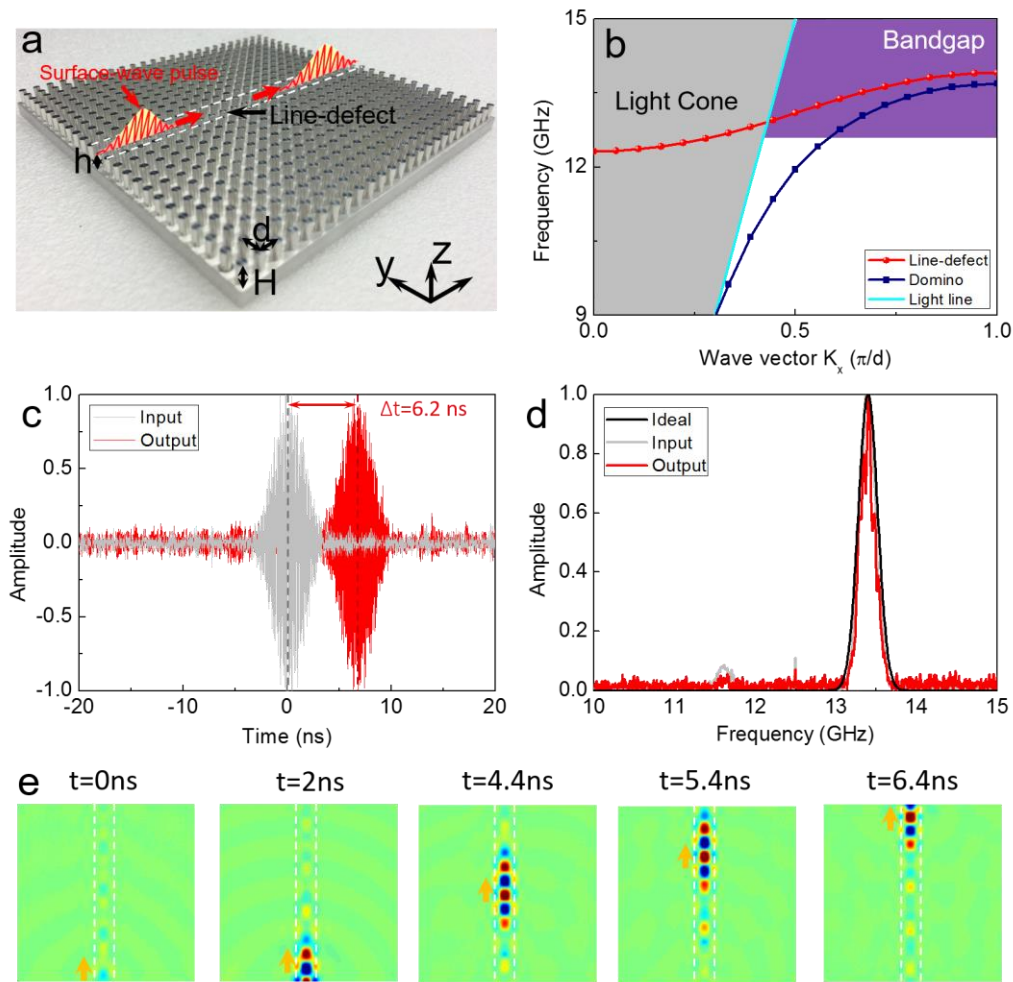 a
Surface-wave pulse
Line-defect
h
d
H
y
z
b
15
12
9
Frequency (GHz)
Light Cone
Bandgap
Line-defect
Domino
Light line
0.0
0.5
1.0
Wave vector Kₓ (π/d)
c
1.0
0.5
0.0
-0.5
-1.0
Amplitude
Input
Output
Δt=6.2 ns
-20
-10
0
10
20
Time (ns)
d
1.0
0.8
0.6
0.4
0.2
0.0
Amplitude
Ideal
Input
Output
10
11
12
13
14
15
Frequency (GHz)
e
t=0ns
t=2ns
t=4.4ns
t=5.4ns
t=6.4ns